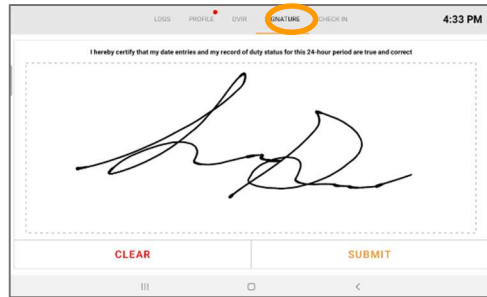 LOGS PROFILE DVIR SIGNATURE CHECK IN 4:33 PM
I hereby certify that my date entries and my record of duty status for this 24-hour period are true and correct
CLEAR SUBMIT